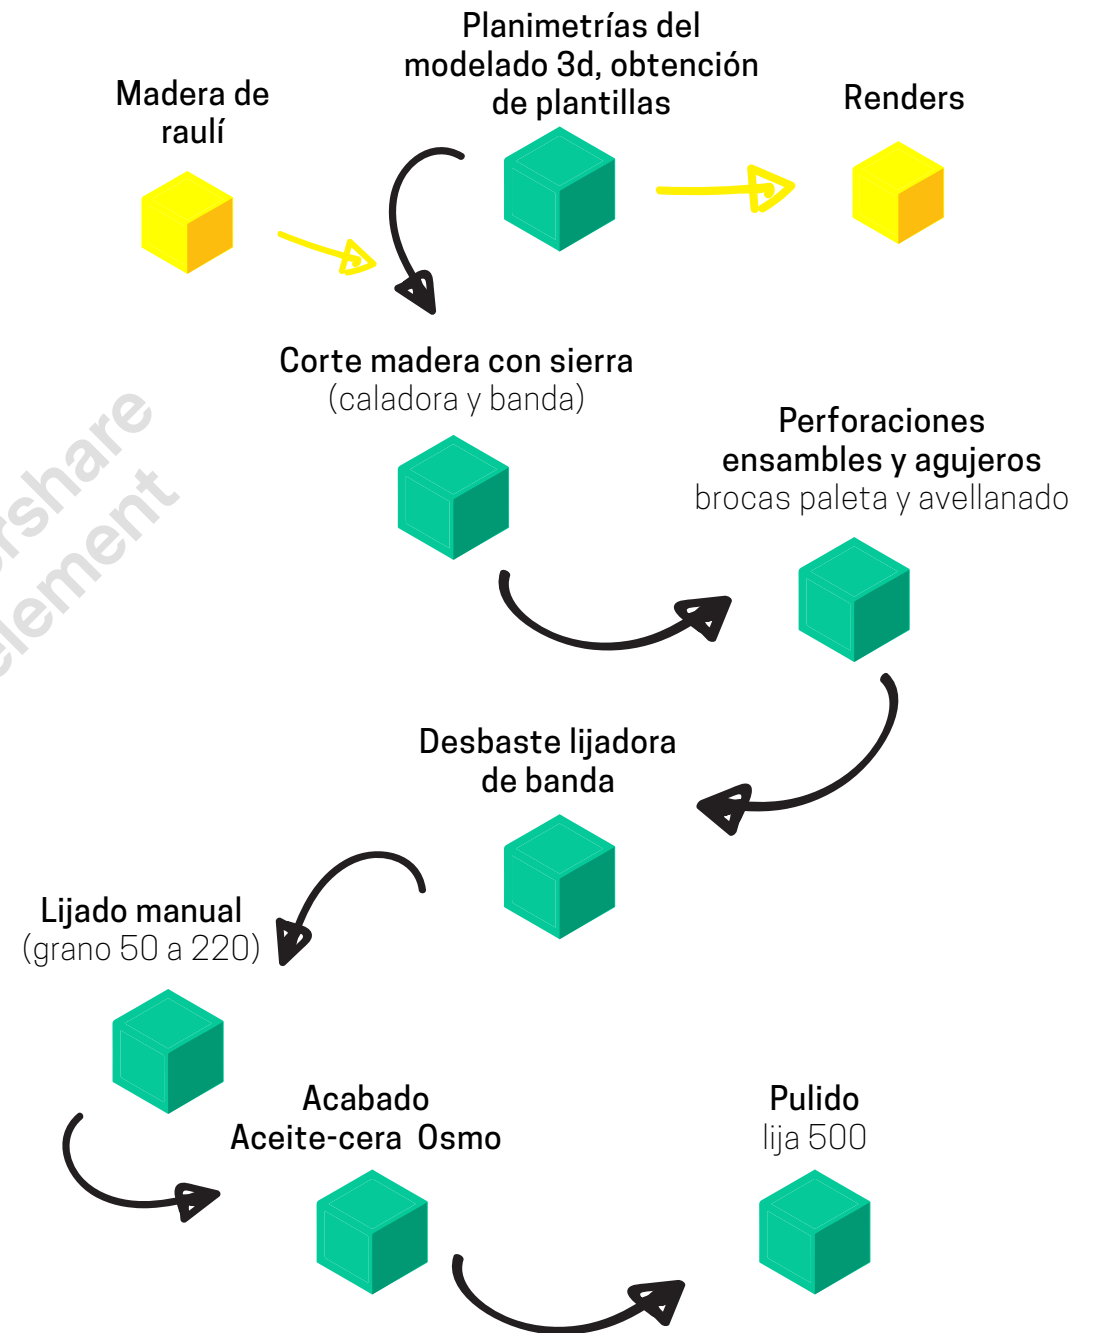 Planimetrías del
modelado 3d, obtención
de plantillas
Madera de
raulí
Renders
Corte madera con sierra
(caladora y banda)
Perforaciones
ensambles y agujeros
brocas paleta y avellanado
Desbaste lijadora
de banda
Lijado manual
(grano 50 a 220)
Acabado
Aceite-cera Osmo
Pulido
lija 500
element